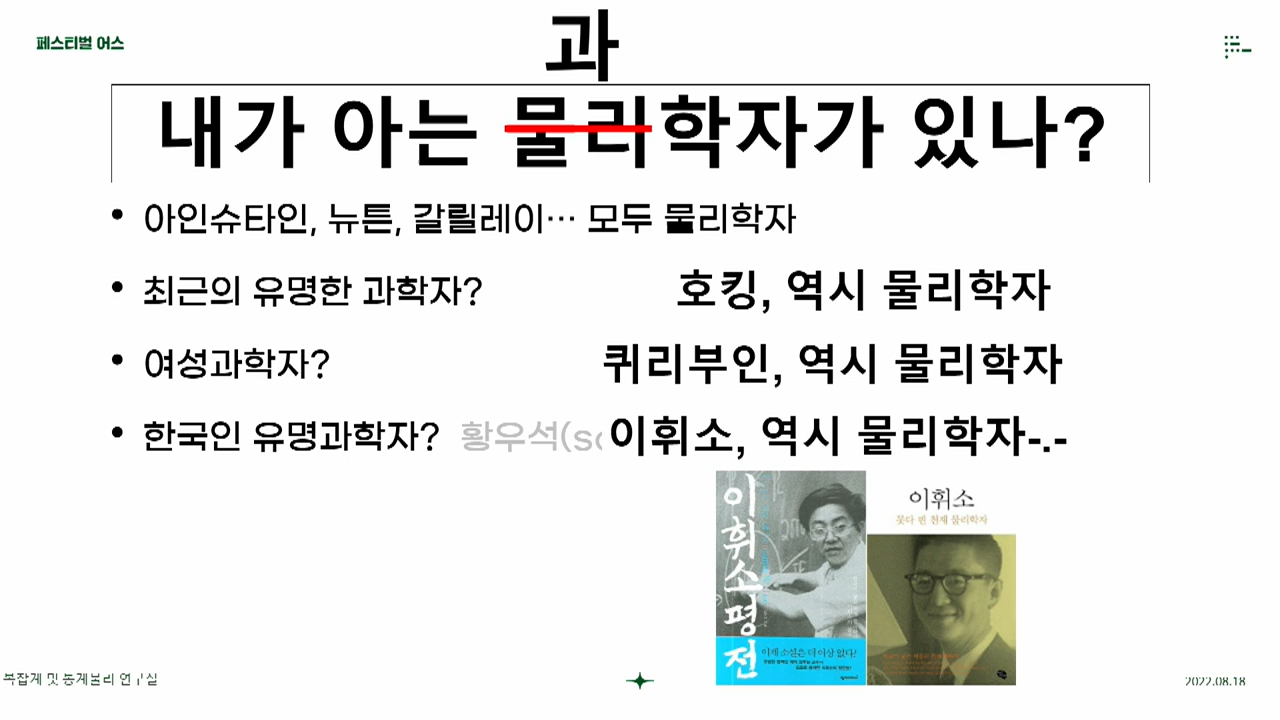 페스티벌 어스
과
내가 아는 물리학자가 있나?
• 아인슈타인, 뉴튼, 갈릴레이… 모두 물리학자
• 최근의 유명한 과학자? 호킹, 역시 물리학자
• 여성과학자? 퀴리부인, 역시 물리학자
• 한국인 유명과학자? 황우석(sc 이휘소, 역시 물리학자-.-
이휘소평전
이제 소설은 더 이상 없다!
이휘소
못다 핀 천재 물리학자
복잡계 및 통계물리 연구실
2022.08.18